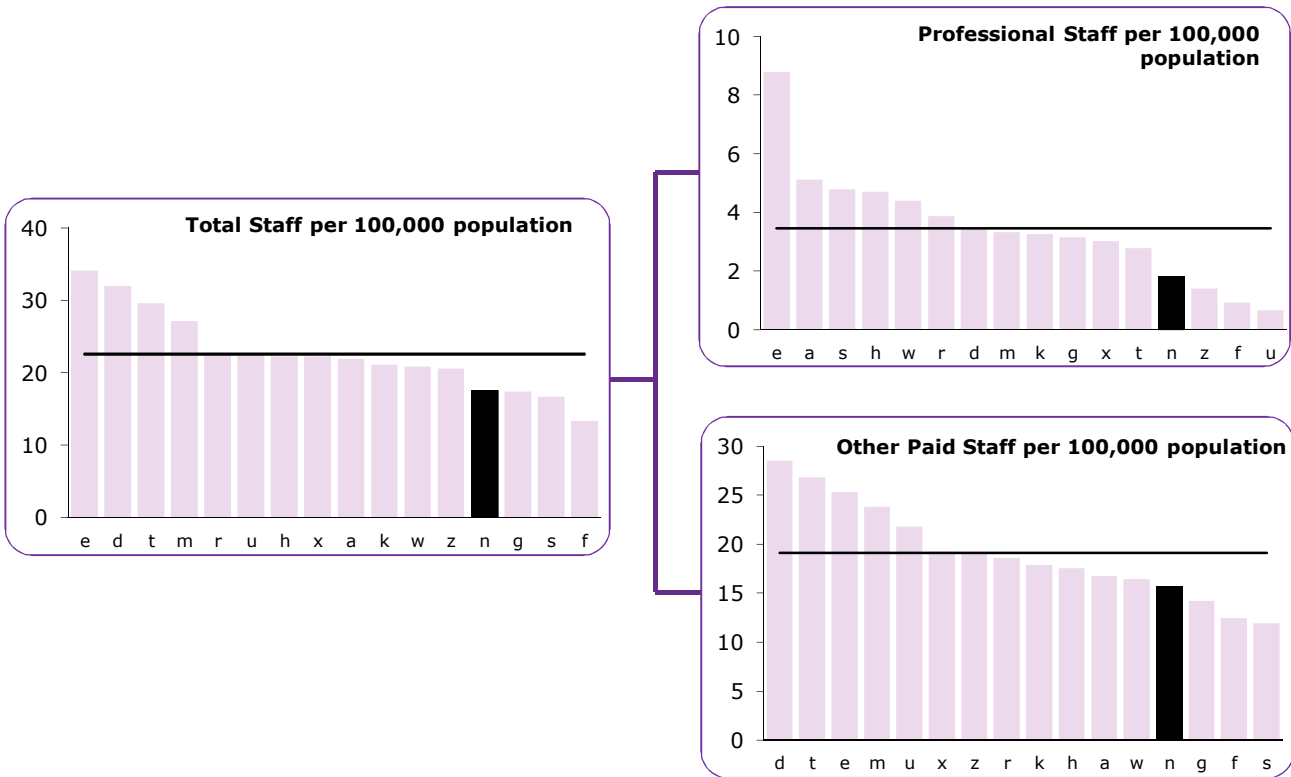 Total Staff per 100,000 population
40
30
20
10
0
e d t m r u h x a k w z n g s f
Professional Staff per 100,000
population
10
8
6
4
2
0
e a s h w r d m k g x t n z f u
Other Paid Staff per 100,000 population
30
25
20
15
10
5
0
d t e m u x z r k h a w n g f s